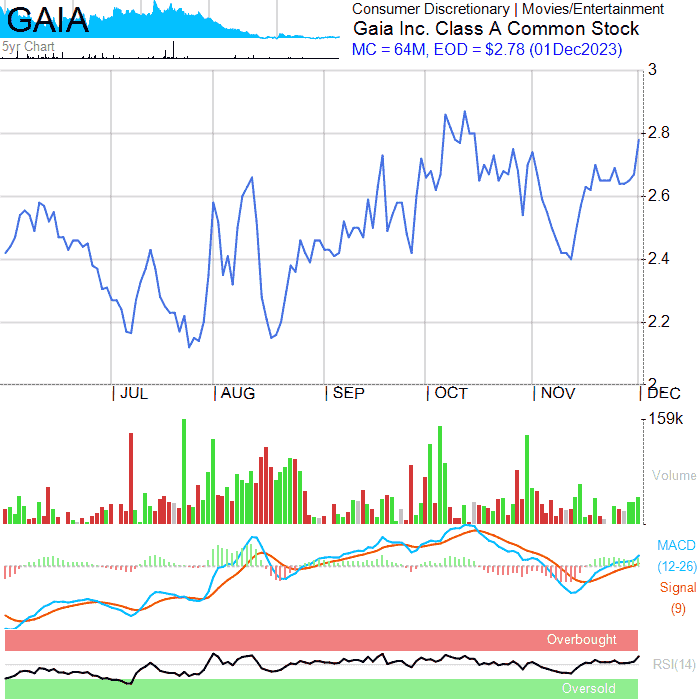 GAIA
5yr Chart
Consumer Discretionary | Movies/Entertainment
Gaia Inc. Class A Common Stock
MC = 64M, EOD = $2.78 (01Dec2023)
3
2.8
2.6
2.4
2.2
2
| JUL | AUG | SEP | OCT | NOV | DEC
159k
Volume
MACD
(12-26)
Signal
(9)
Overbought
RSI(14)
Oversold